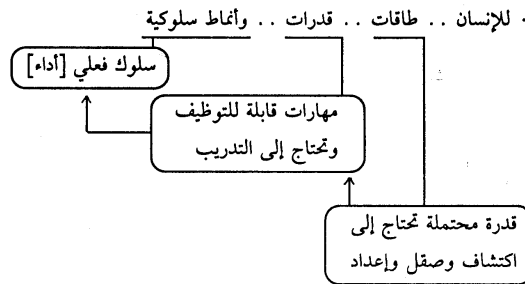 · للإنسان .. طاقات .. قدرات .. وأنماط سلوكية
سلوك فعلي [أداء]
مهارات قابلة للتوظيف
وتحتاج إلى التدريب
قدرة محتملة تحتاج إلى
اكتشاف وصقل وإعداد